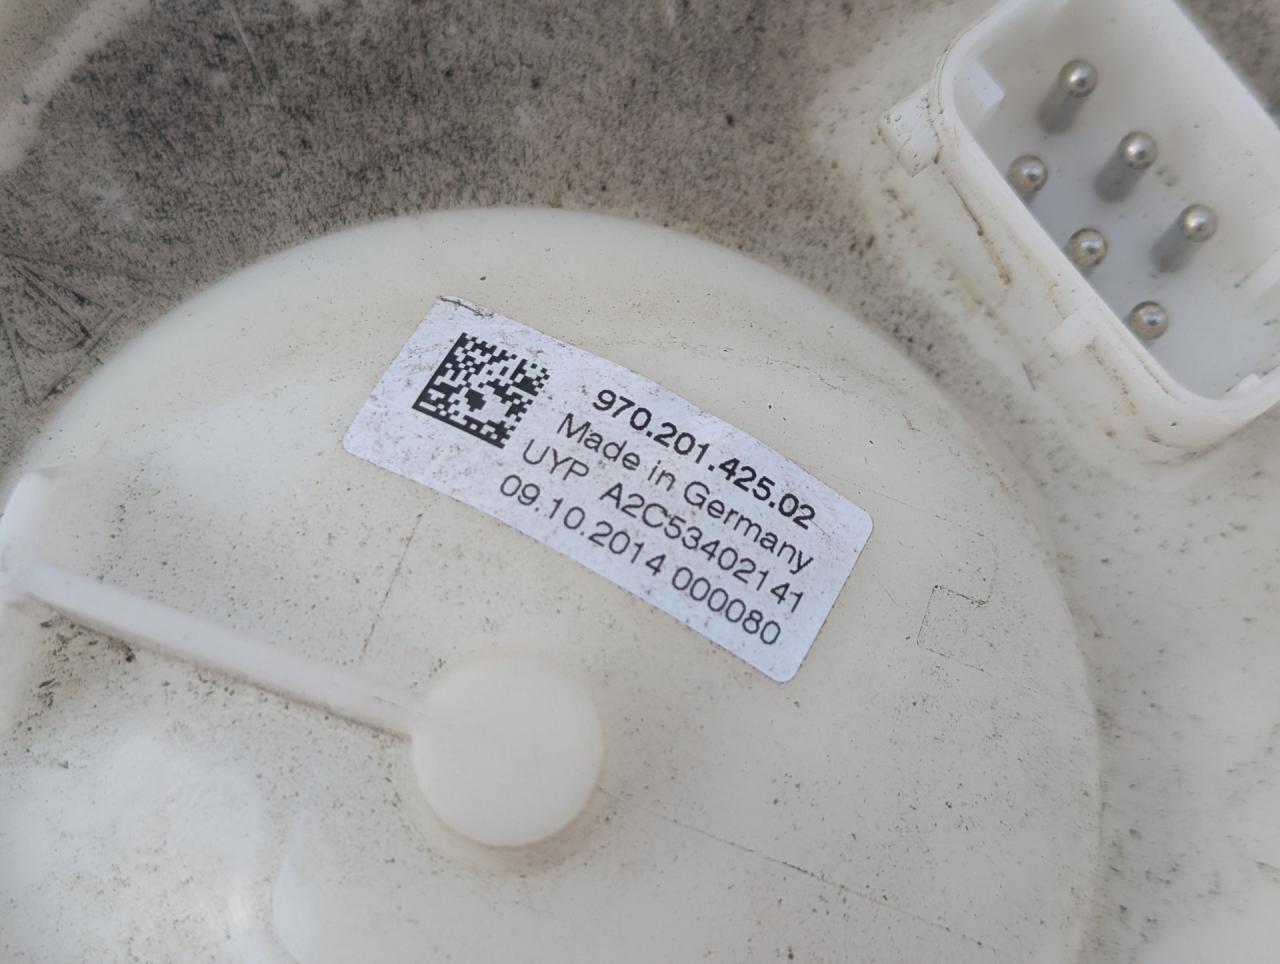 970.201.425.02
Made in Germany
UYP A2C53402141
09.10.2014 000080